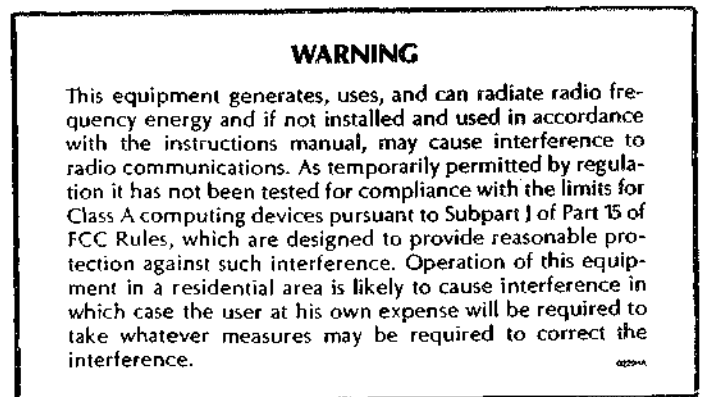 WARNING
This equipment generates, uses, and can radiate radio fre-
quency energy and if not installed and used in accordance
with the instructions manual, may cause interference to
radio communications. As temporarily permitted by regula-
tion it has not been tested for compliance with the limits for
Class A computing devices pursuant to Subpart J of Part 15 of
FCC Rules, which are designed to provide reasonable pro-
tection against such interference. Operation of this equip-
ment in a residential area is likely to cause interference in
which case the user at his own expense will be required to
take whatever measures may be required to correct the
interference.